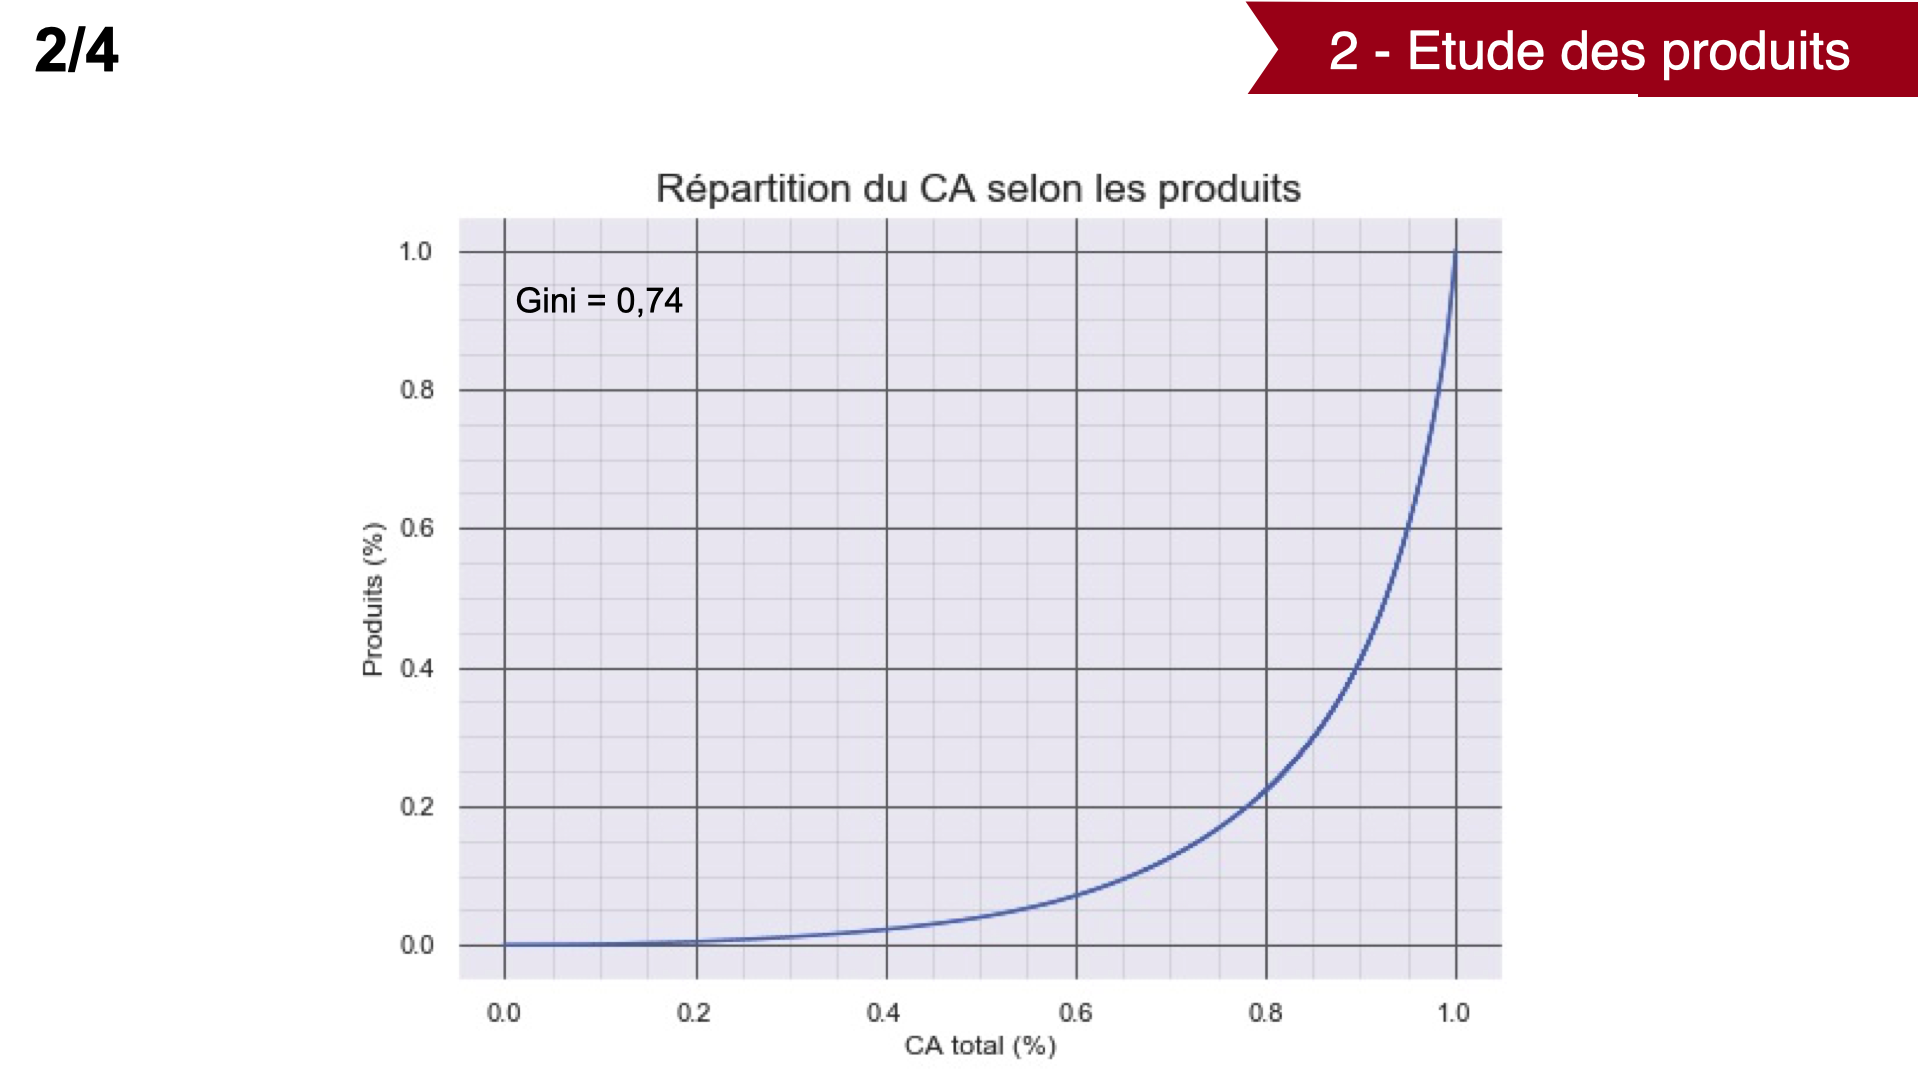 2/4
2 - Etude des produits
Répartition du CA selon les produits
Gini = 0,74
1.0
0.8
0.6
0.4
0.2
0.0
Produits (%)
0.0 0.2 0.4 0.6 0.8 1.0
CA total (%)